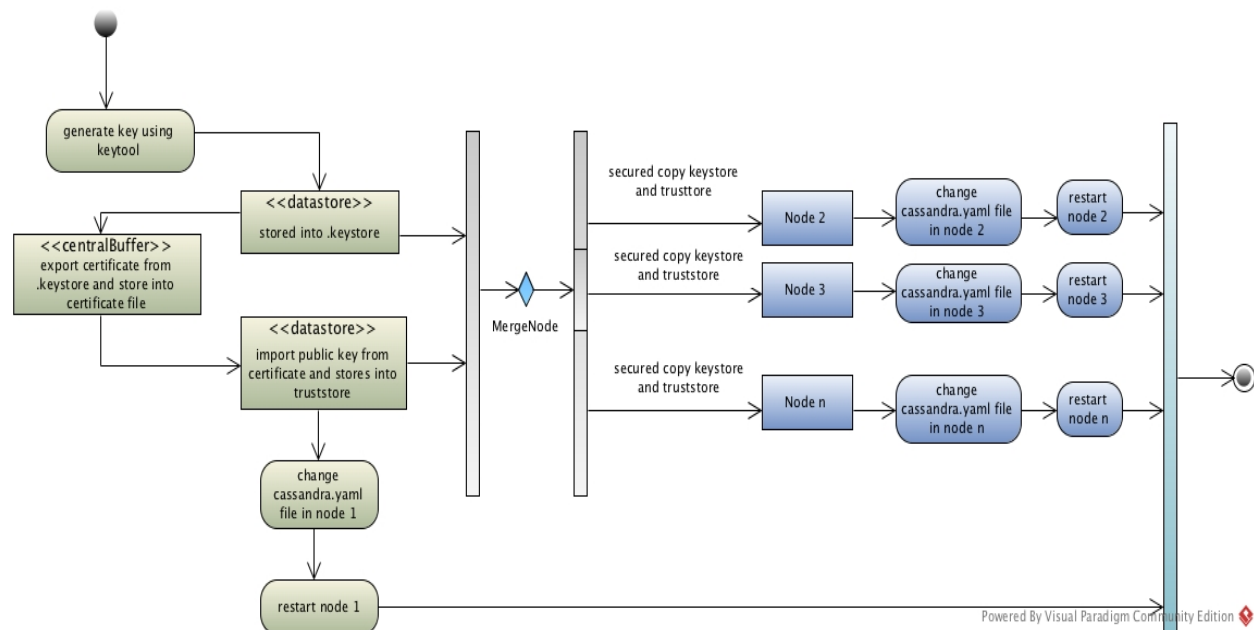 generate key using
keytool
<<datastore>>
stored into .keystore
<<centralBuffer>>
export certificate from
.keystore and store into
certificate file
<<datastore>>
import public key from
certificate and stores into
truststore
change
cassandra.yaml
file in node 1
restart node 1
MergeNode
secured copy keystore
and trusttore
Node 2
change
cassandra.yaml file
in node 2
restart
node 2
secured copy keystore
and truststore
Node 3
change
cassandra.yaml file
in node 3
restart
node 3
secured copy keystore
and truststore
Node n
change
cassandra.yaml file
in node n
restart
node n
Powered By Visual Paradigm Community Edition